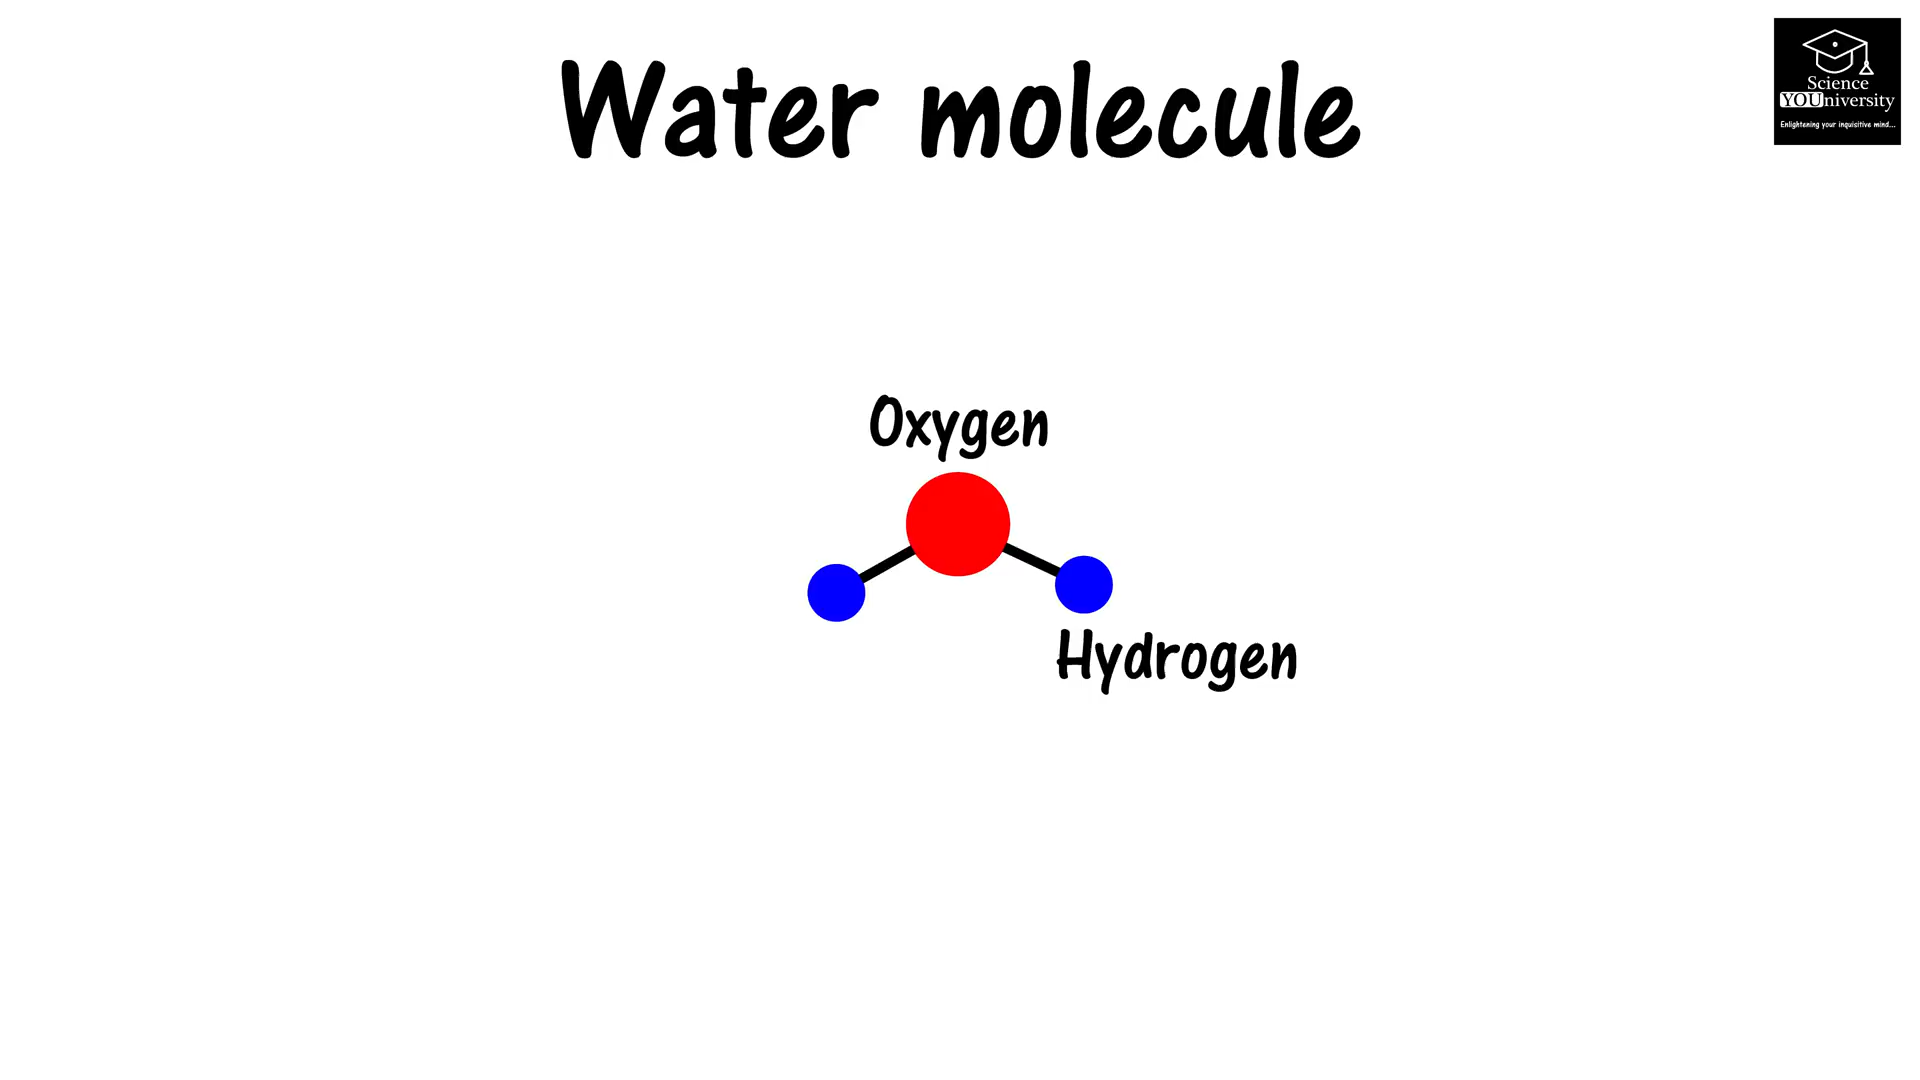 Water molecule
Science
YOUniversity
Enlightening your inquisitive mind...
Oxygen
Hydrogen